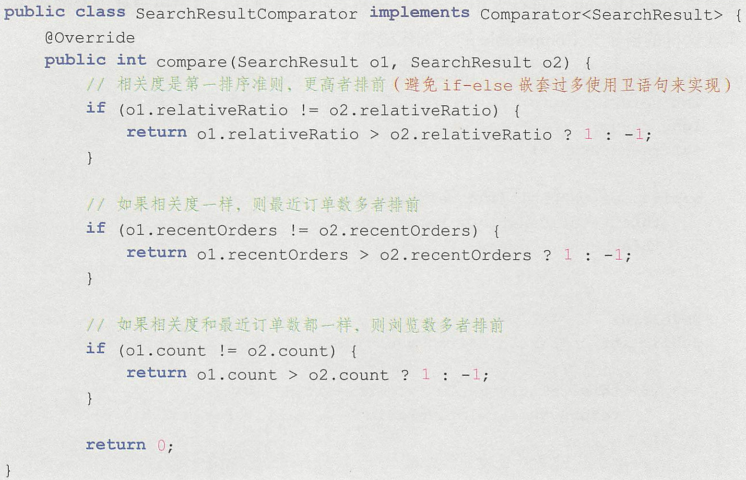 public class SearchResultComparator implements Comparator<SearchResult> {
    @Override
    public int compare(SearchResult o1, SearchResult o2) {
        // 相关度是第一排序准则、更高者排前(避免 if-else 嵌套过多使用卫语句来实现)
        if (o1.relativeRatio != o2.relativeRatio) {
            return o1.relativeRatio > o2.relativeRatio ? 1 : -1;
        }

        // 如果相关度一样、则最近订单数多者排前
        if (o1.recentOrders != o2.recentOrders) {
            return o1.recentOrders > o2.recentOrders ? 1 : -1;
        }

        // 如果相关度和最近订单数都一样、则浏览数多者排前
        if (o1.count != o2.count) {
            return o1.count > o2.count ? 1 : -1;
        }

        return 0;
}